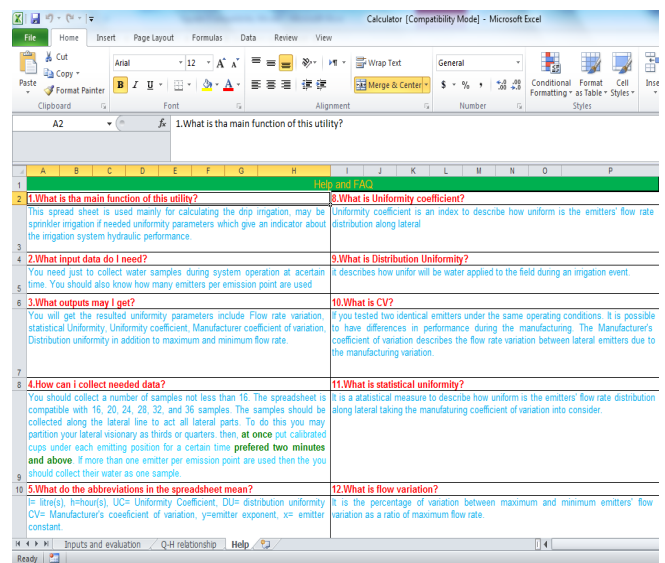 Calculator [Compatibility Mode] - Microsoft Excel
File Home Insert Page Layout Formulas Data Review View
Cut
Copy
Format Painter
Paste
Clipboard
Arial 12 A A
B I U A
Font
Wrap Text
Merge & Center
Alignment
General
$ % , .0 .00 .00 .0
Number
Conditional Formatting
Format as Table
Cell Styles
Styles
Inse
A2 fx 1.What is tha main function of this utility?
A B C D E F G H I J K L M N O P
1 Help and FAQ
2 1.What is tha main function of this utility?
This spread sheet is used mainly for calculating the drip irrigation, may be
sprinkler irrigation if needed uniformity parameters which give an indicator about
the irrigation system hydraulic performance.
3
4 2.What input data do I need?
You need just to collect water samples during system operation at acertain
5 time. You should also know how many emitters per emission point are used
6 3.What outputs may I get?
You will get the resulted uniformity parameters include Flow rate variation,
statistical Uniformity, Uniformity coefficient, Manufacturer coefficient of variation,
Distribution uniformity in addition to maximum and minimum flow rate.
7
8 4.How can i collect needed data?
You should collect a number of samples not less than 16. The spreadsheet is
compatible with 16, 20, 24, 28, 32, and 36 samples. The samples should be
collected along the lateral line to act all lateral parts. To do this you may
partition your lateral visionary as thirds or quarters. then, at once put calibrated
cups under each emitting position for a certain time prefered two minutes
and above. If more than one emitter per emission point are used then the you
9 should collect their water as one sample.
10 5.What do the abbreviations in the spreadsheet mean?
l= litre(s), h=hour(s), UC= Uniformity Coefficient, DU= distribution uniformity
CV= Manufacturer's coeeficient of variation, y=emitter exponent, x= emitter
constant.
8.What is Uniformity coefficient?
Uniformity coefficient is an index to describe how uniform is the emitters' flow rate
distribution along lateral
9.What is Distribution Uniformity?
it describes how unifor will be water applied to the field during an irrigation event.
10.What is CV?
If you tested two identical emitters under the same operating conditions. It is possible
to have differences in performance during the manufacturing. The Manufacturer's
coefficient of variation describes the flow rate variation between lateral emitters due to
the manufacturing variation.
11.What is statistical uniformity?
It is a atatistical measure to describe how uniform is the emitters' flow rate distribution
along lateral taking the manufaturing coefficient of variation into consider
12.What is flow variation?
It is the percentage of variation between maximum and minimum emitters' flow
variation as a ratio of maximum flow rate.
Inputs and evaluation Q-H relationship Help
Ready